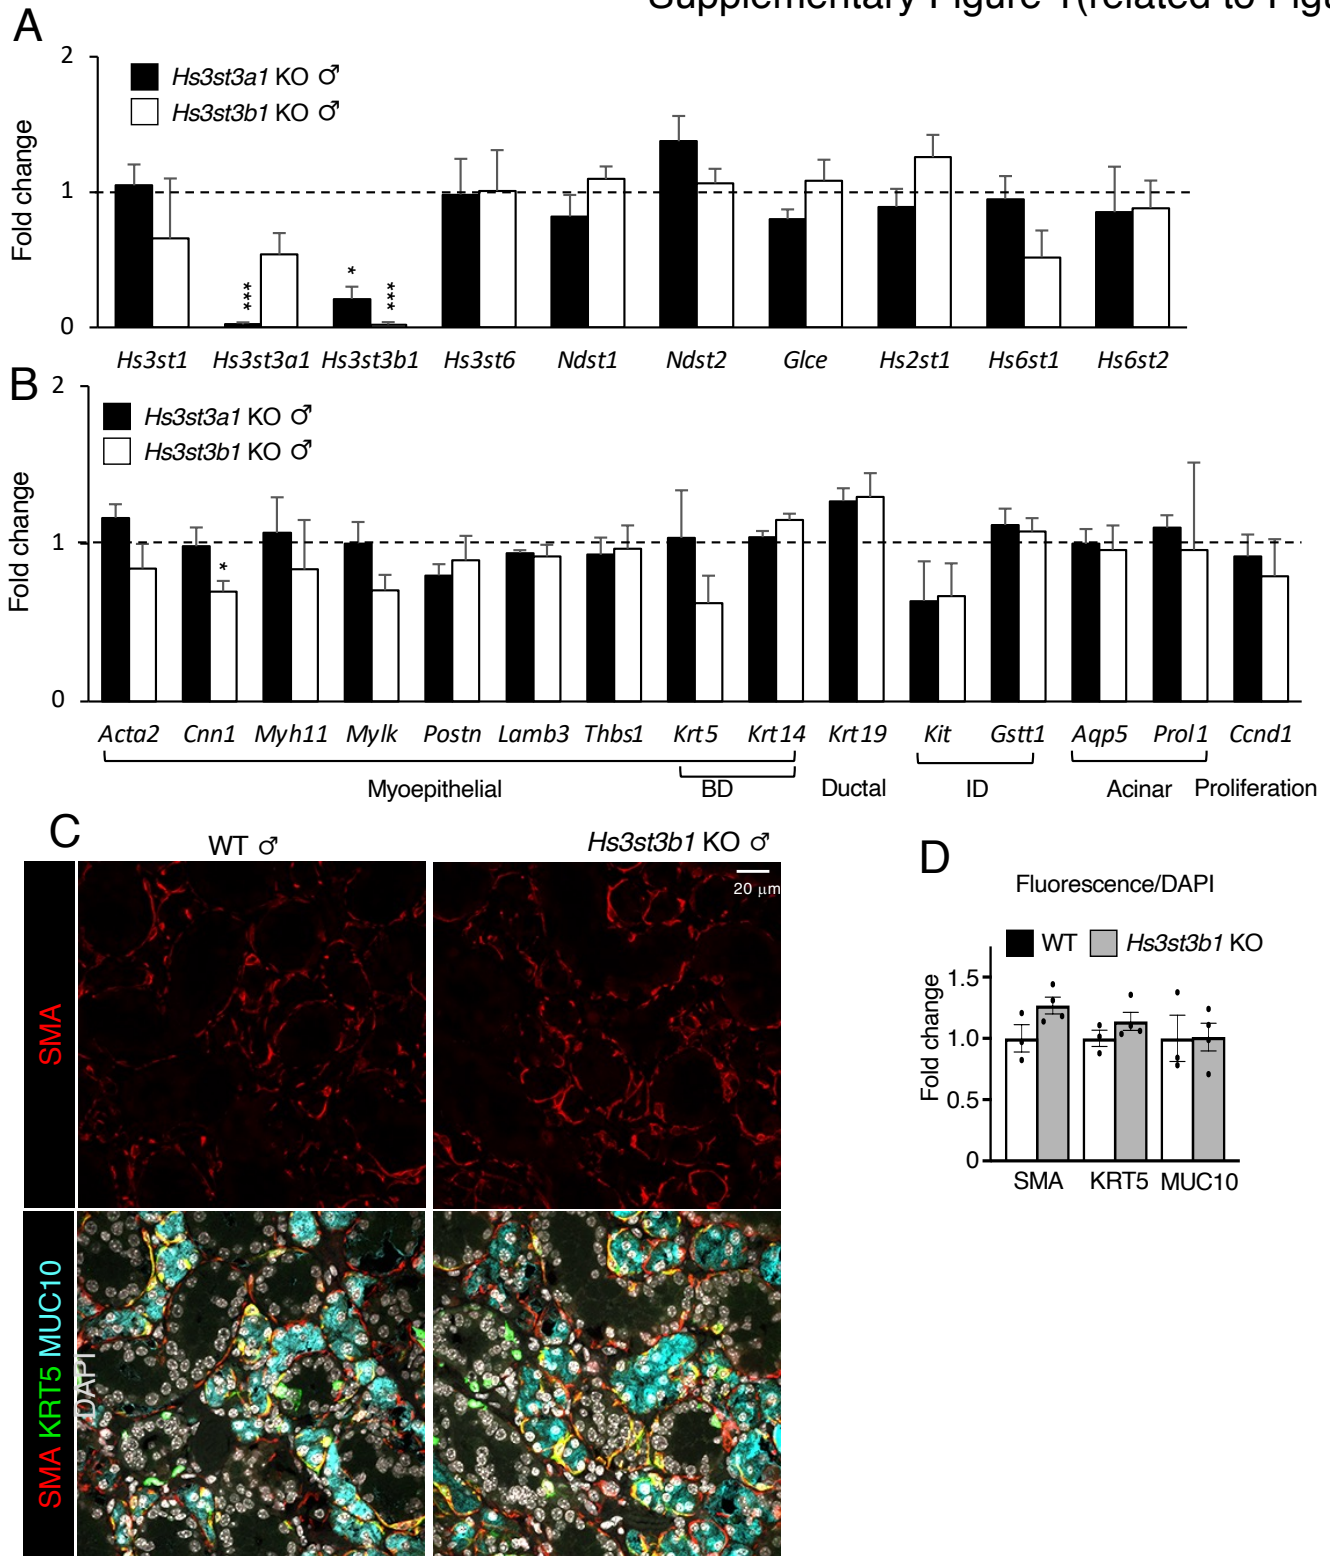 Supplementary Figure 1(related to Figu
A
2
Hs3st3a1 KO ♂
Hs3st3b1 KO ♂
Fold change
1
*
***
***
0
Hs3st1 Hs3st3a1 Hs3st3b1 Hs3st6 Ndst1 Ndst2 Glce Hs2st1 Hs6st1 Hs6st2
B
2
Hs3st3a1 KO ♂
Hs3st3b1 KO ♂
Fold change
1
*
0
Acta2 Cnn1 Myh11 Mylk Postn Lamb3 Thbs1 Krt5 Krt14 Krt19 Kit Gstt1 Aqp5 Prol1 Ccnd1
Myoepithelial BD Ductal ID Acinar Proliferation
C
WT ♂ Hs3st3b1 KO ♂
20 μm
SMA
SMA KRT5 MUC10
DAPI
D
Fluorescence/DAPI
WT Hs3st3b1 KO
Fold change
1.5
1.0
0.5
0
SMA KRT5 MUC10